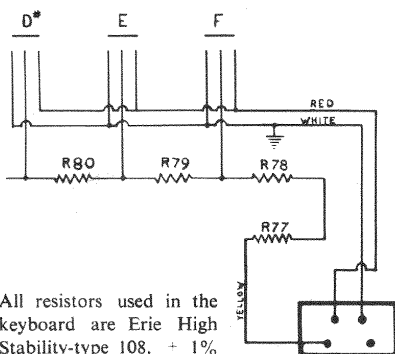 D# E F
RED
WHITE
R80 R79 R78
R77
YELLOW
All resistors used in the
keyboard are Erie High
Stability-type 108. + 1%